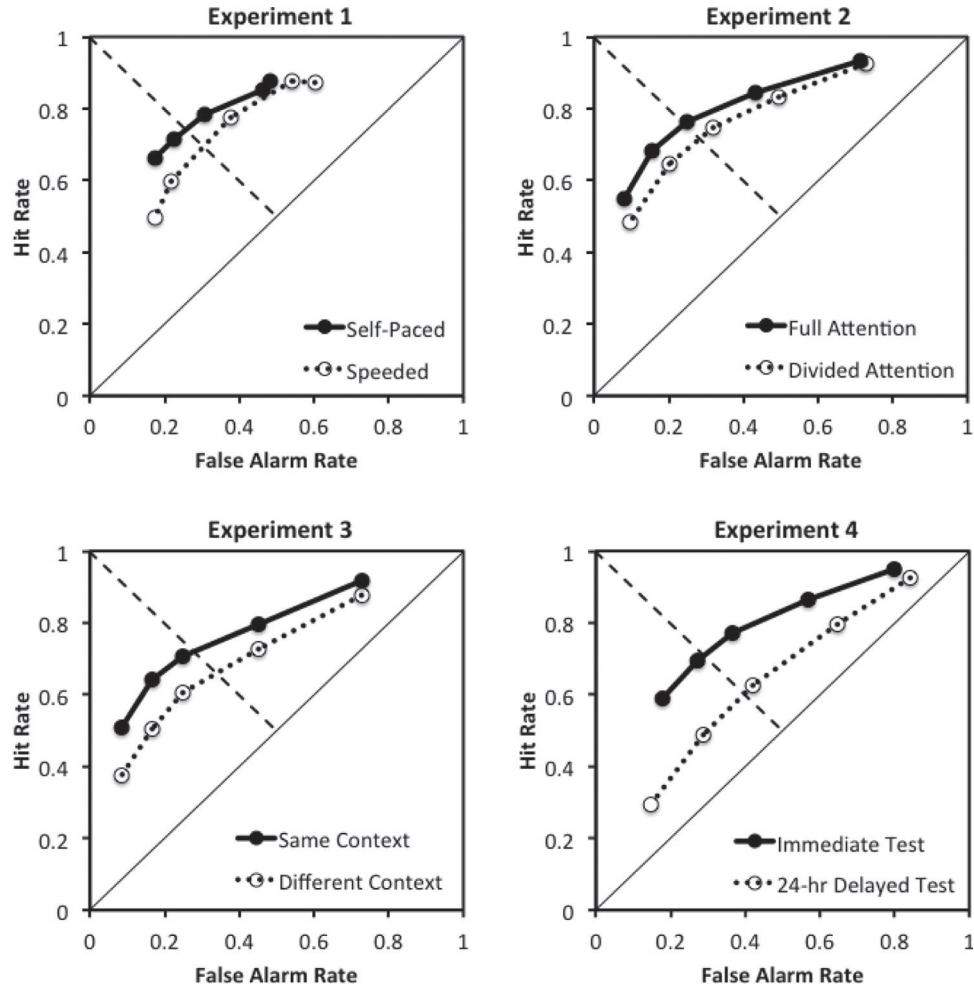 Experiment 1
1
0.8
0.6
0.4
0.2
0
Hit Rate
Self-Paced
Speeded
0 0.2 0.4 0.6 0.8 1
False Alarm Rate
Experiment 2
1
0.8
0.6
0.4
0.2
0
Hit Rate
Full Attention
Divided Attention
0 0.2 0.4 0.6 0.8 1
False Alarm Rate
Experiment 3
1
0.8
0.6
0.4
0.2
0
Hit Rate
Same Context
Different Context
0 0.2 0.4 0.6 0.8 1
False Alarm Rate
Experiment 4
1
0.8
0.6
0.4
0.2
0
Hit Rate
Immediate Test
24-hr Delayed Test
0 0.2 0.4 0.6 0.8 1
False Alarm Rate